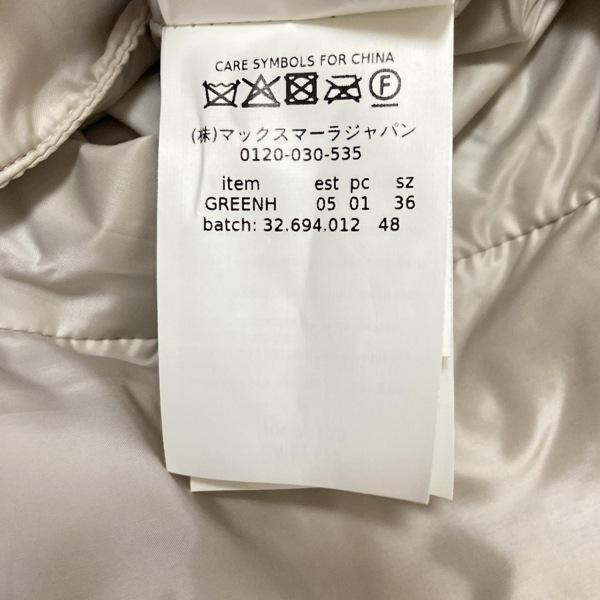 CARE SYMBOLS FOR CHINA
F
(株)マックスマーラジャパン
0120-030-535
item est pc sz
GREENH 05 01 36
batch: 32.694.012 48